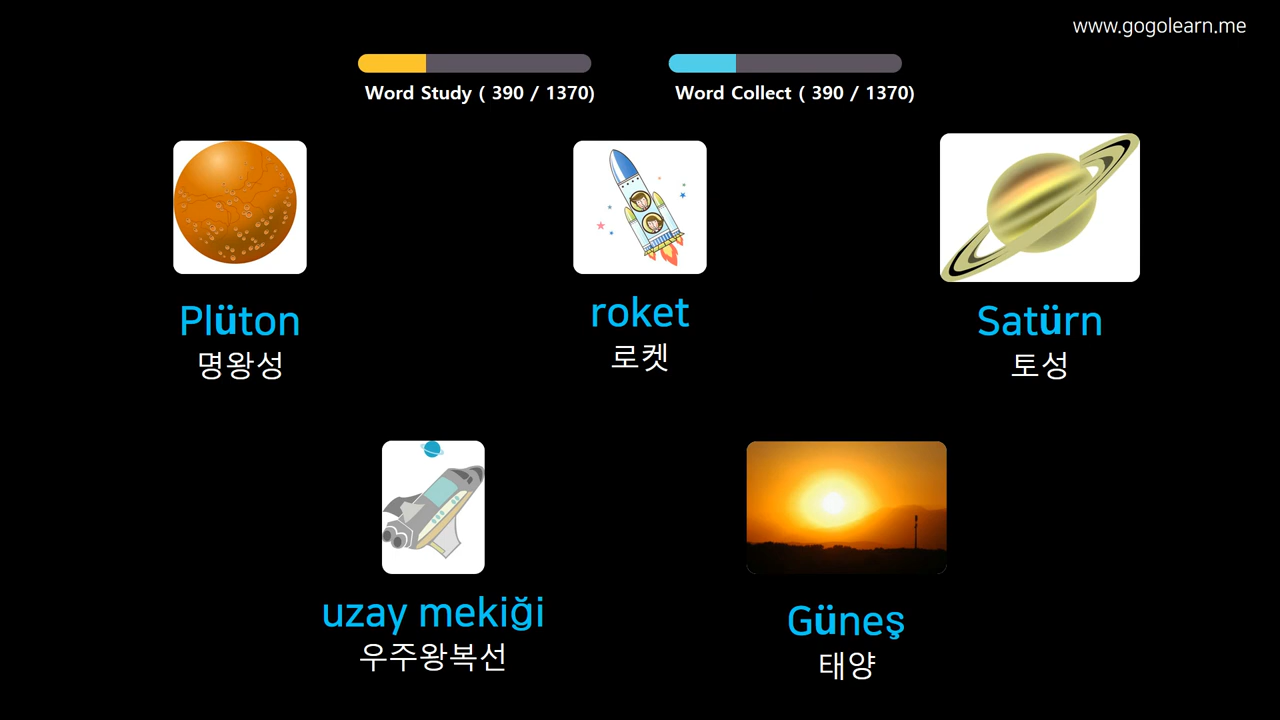 www.gogolearn.me
Word Study ( 390 / 1370)
Word Collect ( 390 / 1370)
Plüton
명왕성
roket
로켓
Satürn
토성
uzay mekiği
우주왕복선
Güneş
태양